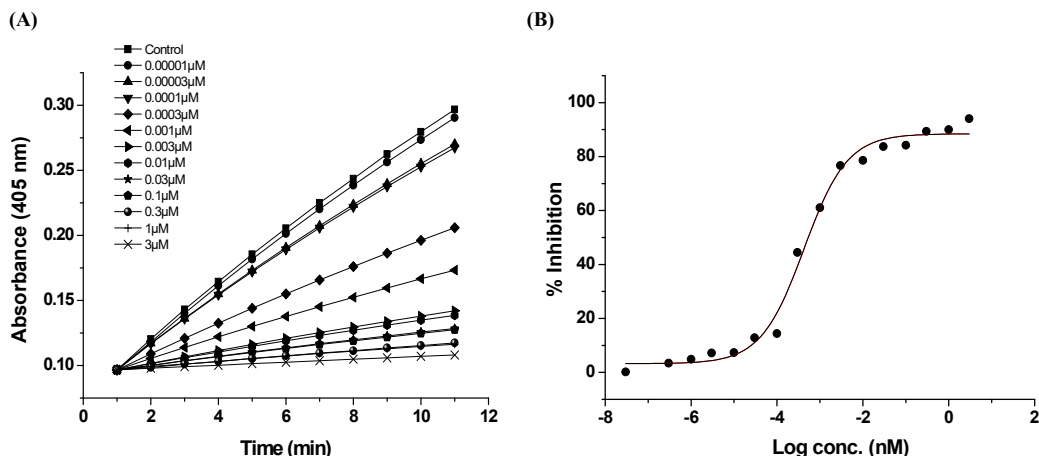 (A)
(B)
Control
0.00001µM
0.00003µM
0.0001µM
0.0003µM
0.001µM
0.003µM
0.01µM
0.03µM
0.1µM
0.3µM
1µM
3µM
0.30
0.25
0.20
0.15
0.10
Absorbance (405 nm)
0 2 4 6 8 10 12
Time (min)
100
80
60
40
20
0
% Inhibition
-8 -6 -4 -2 0 2
Log conc. (nM)